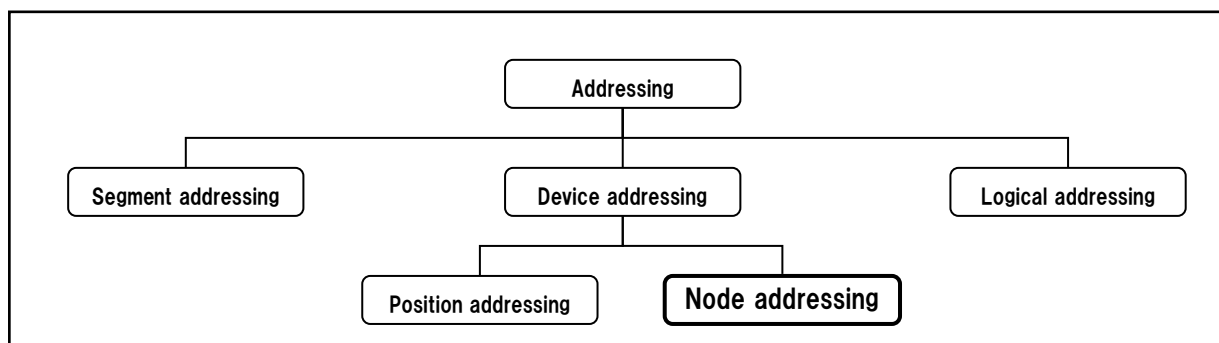 Addressing
Segment addressing
Device addressing
Logical addressing
Position addressing
Node addressing